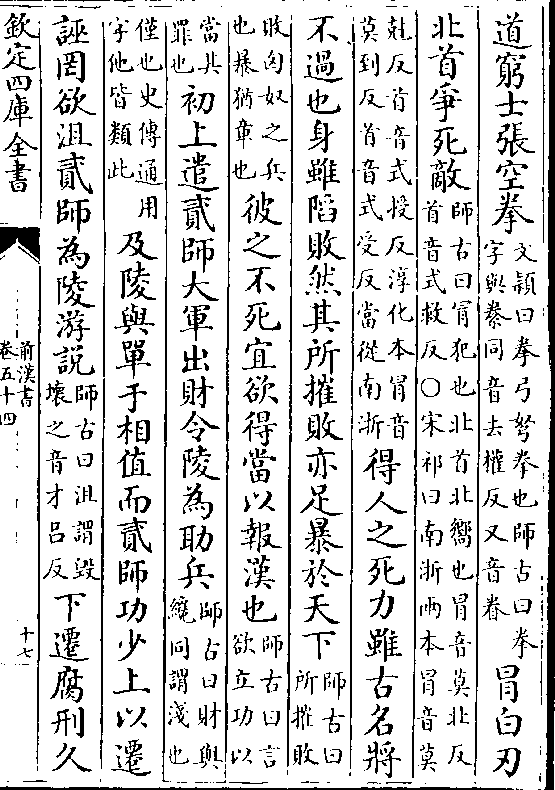 道窮士張空拳文穎曰拳弓弩拳也師古曰拳字與絭同音去權反又音眷冒白刃
北首爭死敵師古曰冐犯也北首北嚮也冐音莫北反首音式救反○宋祁曰南浙兩本冐音莫
剋反首音式授反淳化本冐音莫到反首音式受反當從南浙得人之死力雖古名將
不過也身雖䧟敗然其所摧敗亦足暴於天下師古曰所摧敗
敗匈奴之兵也暴猶章也彼之不死宜欲得當以報漢也師古曰言欲立功以
當其罪也初上遣貳師大軍出財令陵為助兵師古曰財與纔同謂淺也
僅也史傳通用字他皆類此及陵與單于相值而貳師功少上以遷
誣罔欲沮貳師為陵游説師古曰沮謂毀壞之音才吕反下遷腐刑久
欽定四庫全書
前漢書
卷五十四
十七